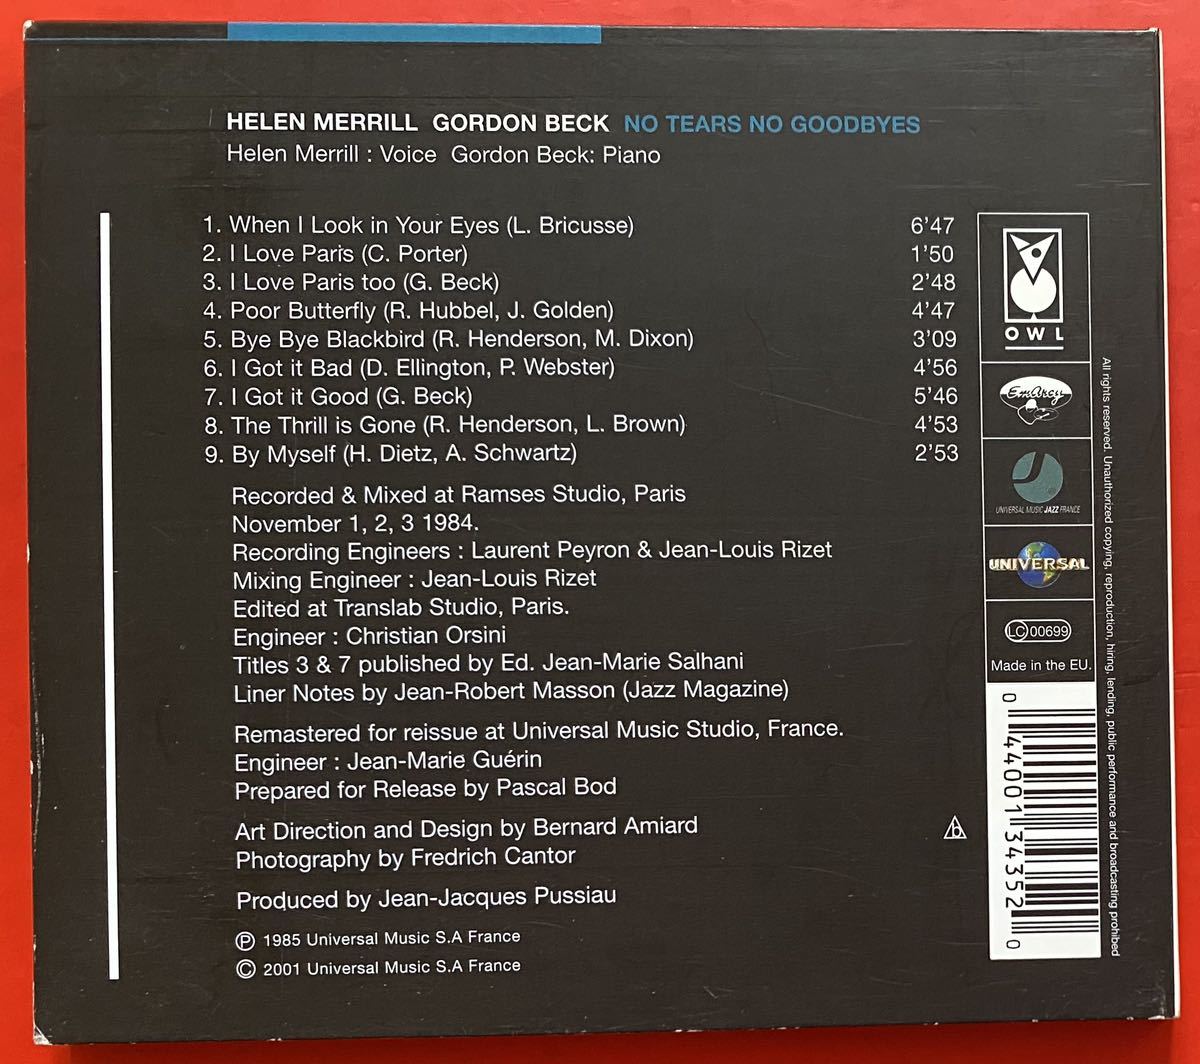 HELEN MERRILL GORDON BECK NO TEARS NO GOODBYES
Helen Merrill : Voice Gordon Beck: Piano
1. When I Look in Your Eyes (L. Bricusse) 6'47
2. I Love Paris (C. Porter) 1'50
3. I Love Paris too (G. Beck) 2'48
4. Poor Butterfly (R. Hubbel, J. Golden) 4'47
5. Bye Bye Blackbird (R. Henderson, M. Dixon) 3'09
6. I Got it Bad (D. Ellington, P. Webster) 4'56
7. I Got it Good (G. Beck) 5'46
8. The Thrill is Gone (R. Henderson, L. Brown) 4'53
9. By Myself (H. Dietz, A. Schwartz) 2'53
Recorded & Mixed at Ramses Studio, Paris
November 1, 2, 3 1984.
Recording Engineers : Laurent Peyron & Jean-Louis Rizet
Mixing Engineer : Jean-Louis Rizet
Edited at Translab Studio, Paris.
Engineer : Christian Orsini
Titles 3 & 7 published by Ed. Jean-Marie Salhani
Liner Notes by Jean-Robert Masson (Jazz Magazine)
Remastered for reissue at Universal Music Studio, France.
Engineer : Jean-Marie Guérin
Prepared for Release by Pascal Bod
Art Direction and Design by Bernard Amiard
Photography by Fredrich Cantor
Produced by Jean-Jacques Pussiau
℗ 1985 Universal Music S.A France
© 2001 Universal Music S.A France
b
OWL
EmArcy
UNIVERSAL MUSIC JAZZ FRANCE
UNIVERSAL
LC 00699
Made in the EU.
0 44001 34352 0
All rights reserved. Unauthorized copying, reproduction, hiring, lending, public performance and broadcasting prohibed